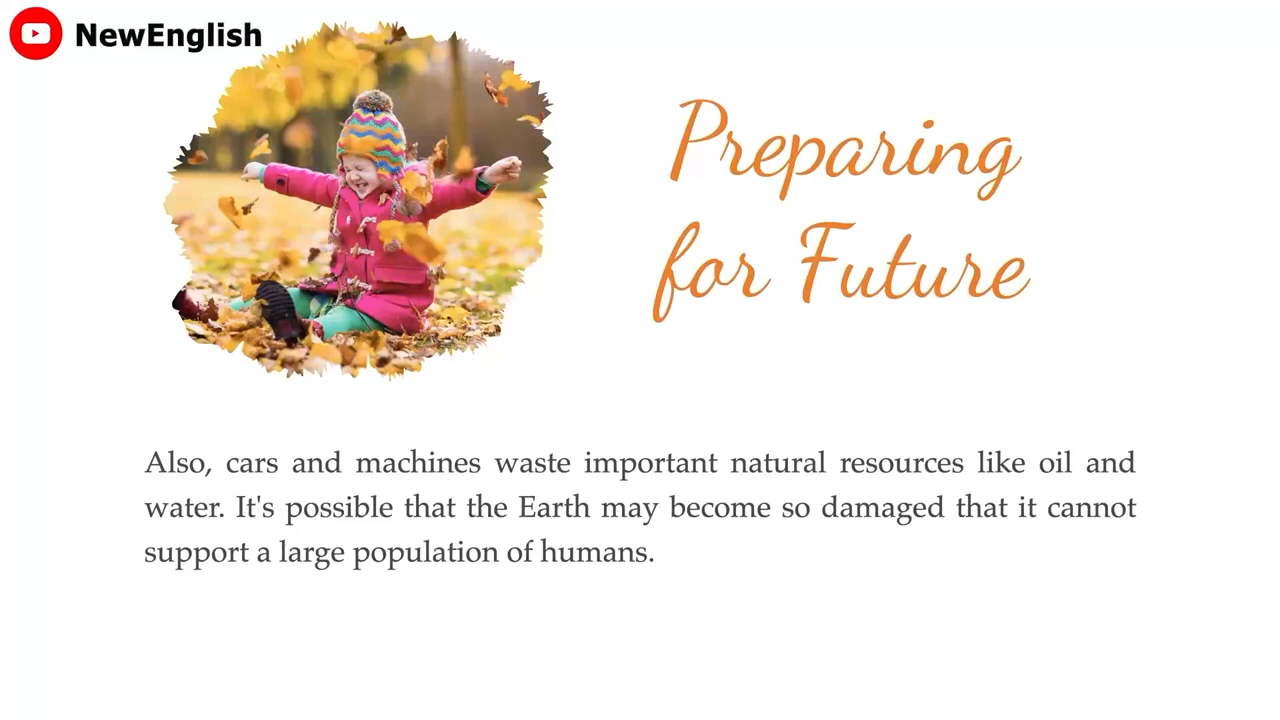 NewEnglish
Preparing
for Future
Also, cars and machines waste important natural resources like oil and
water. It's possible that the Earth may become so damaged that it cannot
support a large population of humans.